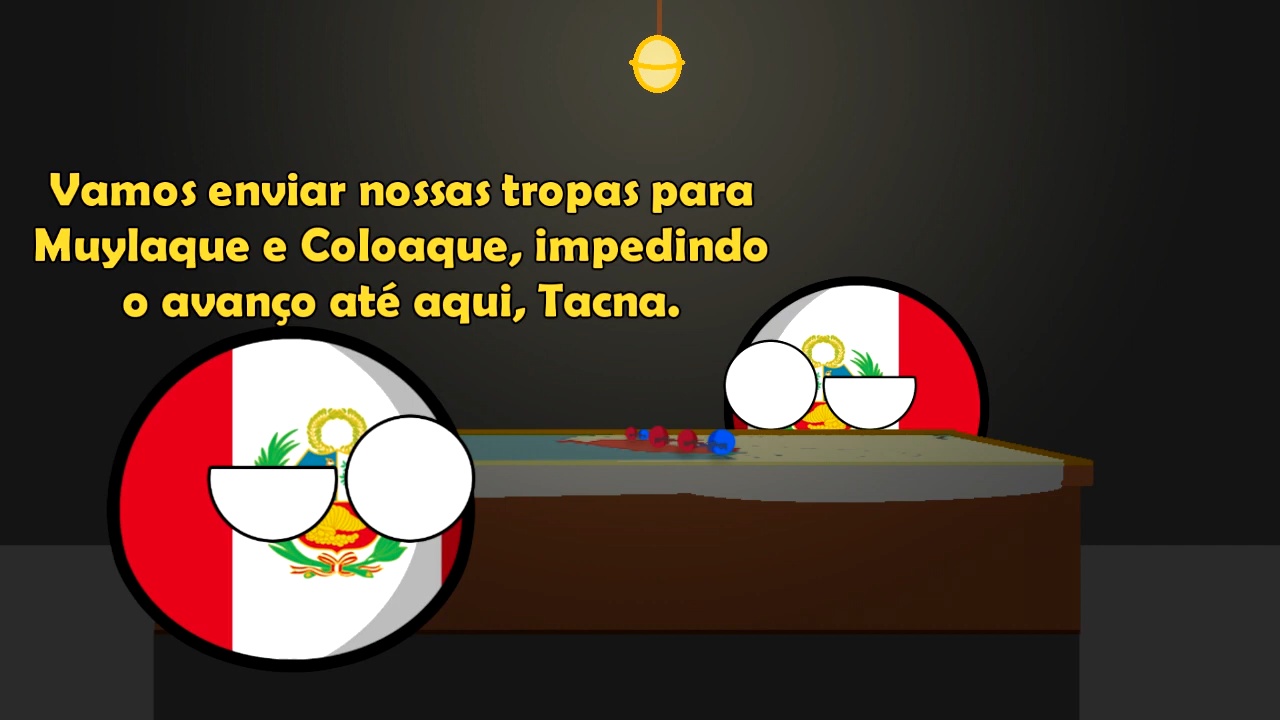 Vamos enviar nossas tropas para
Muylaque e Coloaque, impedindo
o avanço até aqui, Tacna.